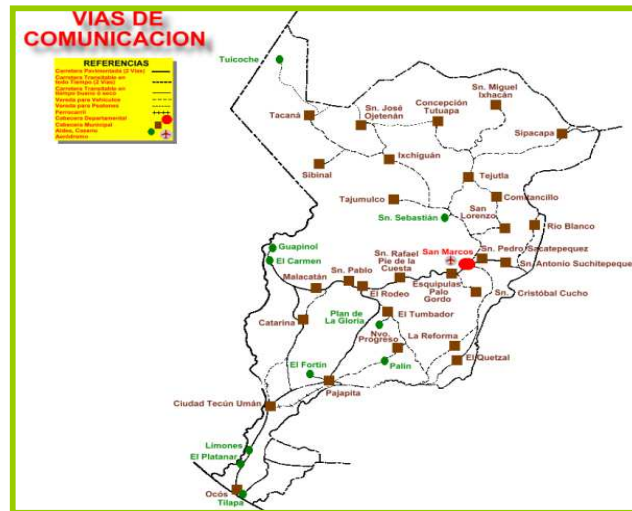 VIAS DE
COMUNICACION
REFERENCIAS
Carretera Pavimentada (2 Vías)
Carretera Transitable en
todo Tiempo (2 Vías)
Carretera Transitable en
tiempo bueno o seco
Vereda para Vehículos
Vereda para Peatones
Ferrocarril
Cabecera Departamental
Cabecera Municipal
Aldea, Caserío
Aeródromo
Tuicoche
Tacaná
Sn. José
Ojetenán
Concepción
Tutuapa
Sn. Miguel
Ixhacán
Sipacapa
Sibinal
Ixchiguán
Tejutla
Tajumulco
Comitancillo
Sn. Sebastián
San
Lorenzo
Rio Blanco
Guapinol
El Carmen
Sn. Rafael
Pie de la
Cuesta
San Marcos
Sn. Pedro Sacatepequez
Sn. Antonio Suchitepeque
Malacatán
Sn. Pablo
El Rodeo
Esquipulas
Palo
Gordo
Sn. Cristóbal Cucho
Catarina
Plan de
La Gloria
El Tumbador
Nvo.
Progreso
La Reforma
El Quetzal
El Fortín
Palín
Pajapita
Ciudad Tecún Umán
Limones
El Platanar
Ocós
Tilapa